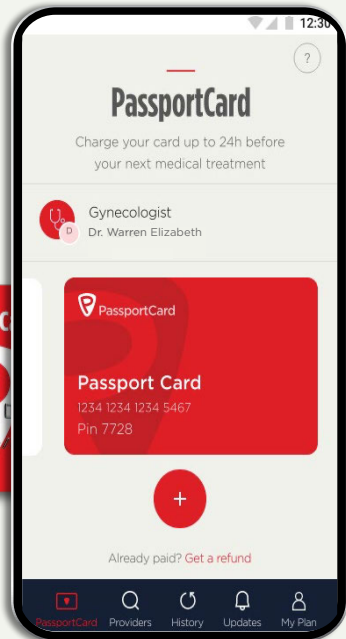 12:30
?
PassportCard
Charge your card up to 24h before
your next medical treatment
Gynecologist
D
Dr. Warren Elizabeth
PassportCard
Passport Card
1234 1234 1234 5467
Pin 7728
+
Already paid? Get a refund
PassportCard Providers History Updates My Plan